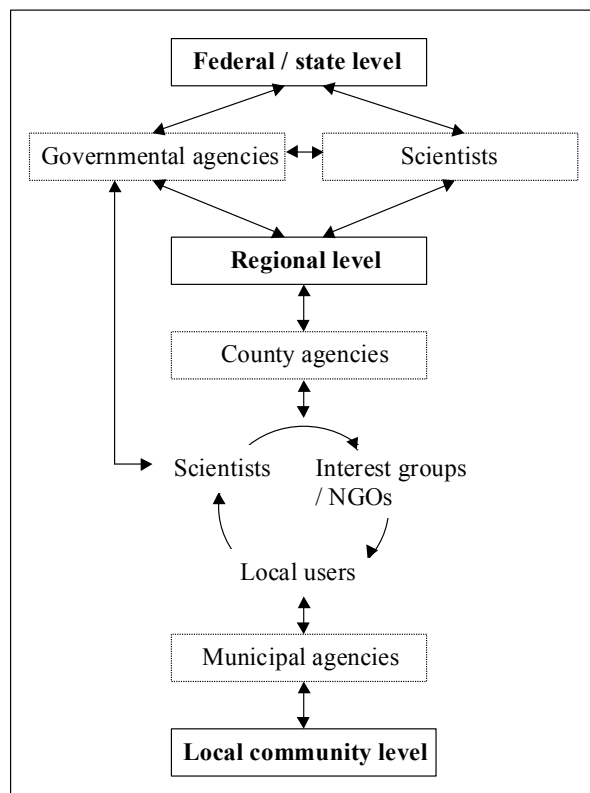 Federal / state level
Governmental agencies
Scientists
Regional level
County agencies
Scientists
Interest groups
/ NGOs
Local users
Municipal agencies
Local community level